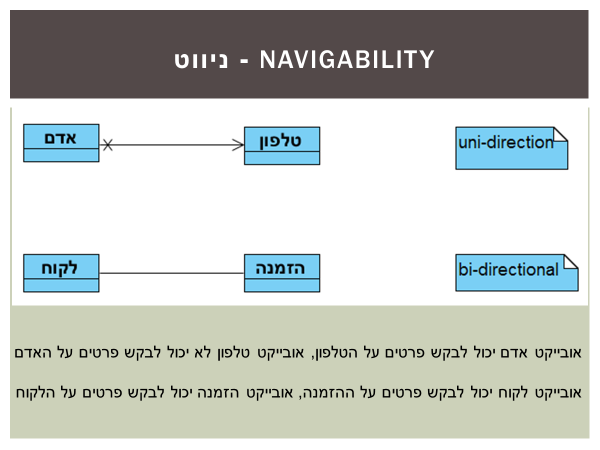 ניווט - NAVIGABILITY
אדם
טלפון
uni-direction
לקוח
הזמנה
bi-directional
אובייקט אדם יכול לבקש פרטים על הטלפון, אובייקט טלפון לא יכול לבקש פרטים על האדם
אובייקט לקוח יכול לבקש פרטים על ההזמנה, אובייקט הזמנה יכול לבקש פרטים על הלקוח